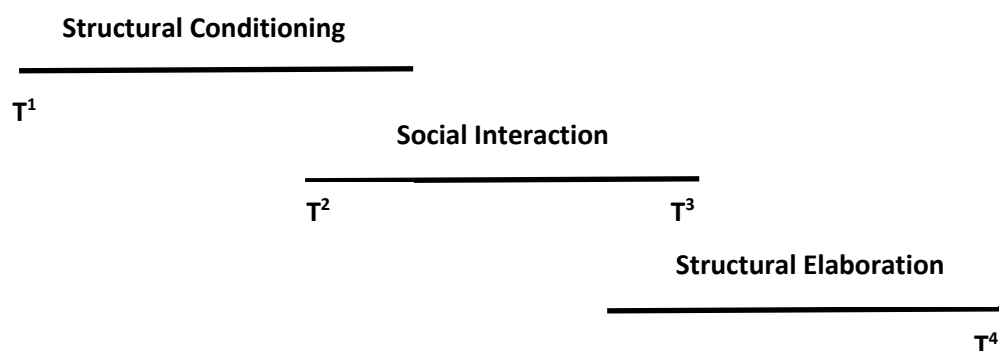 Structural Conditioning
T¹
Social Interaction
T² T³
Structural Elaboration
T⁴